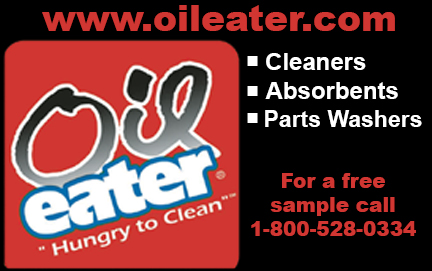 www.oileater.com
Oil
eater®
"Hungry to Clean"™
▪ Cleaners
▪ Absorbents
▪ Parts Washers
For a free
sample call
1-800-528-0334